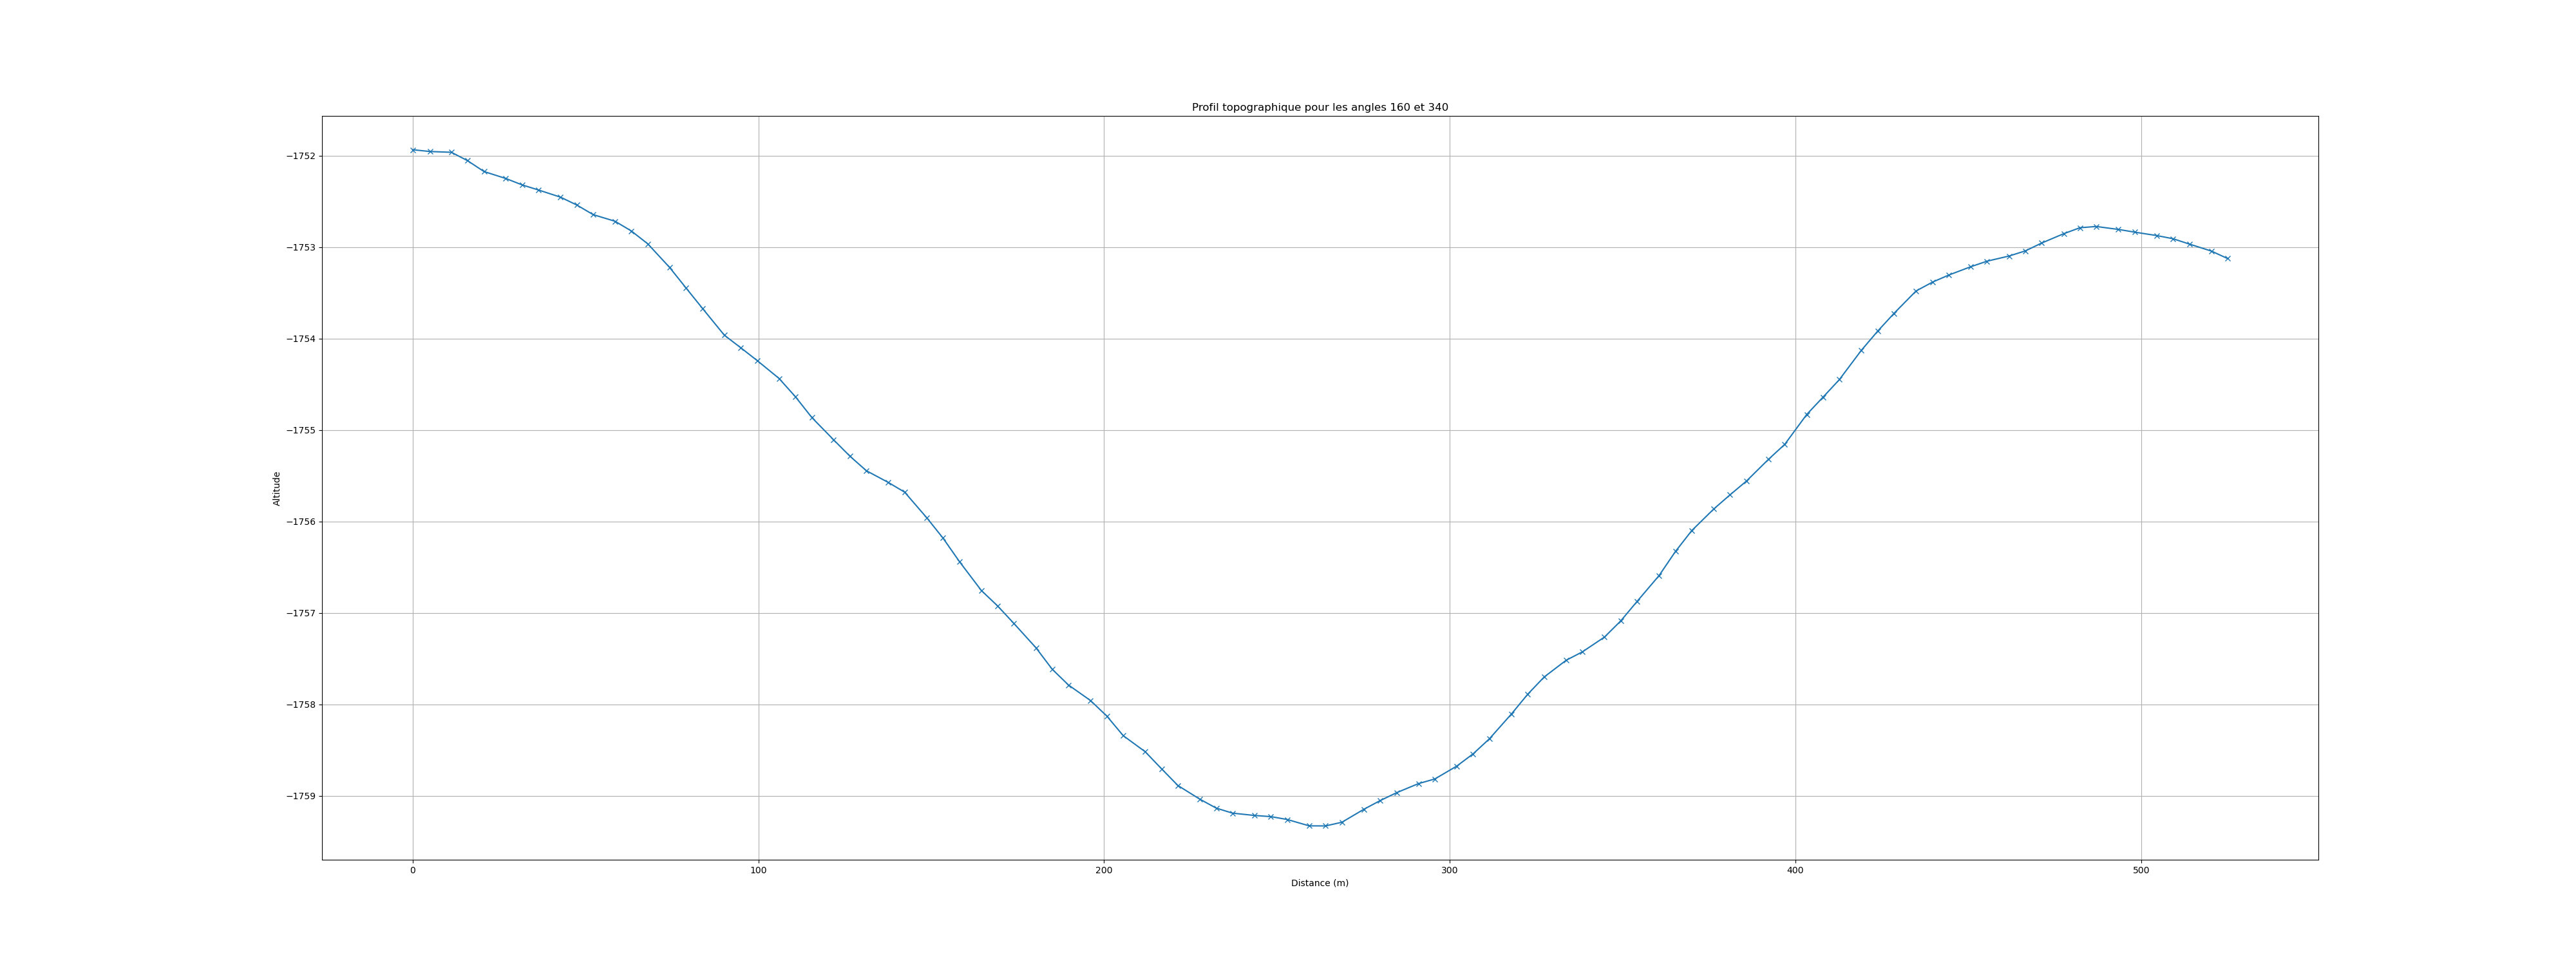 Profil topographique pour les angles 160 et 340
Altitude
−1752
−1753
−1754
−1755
−1756
−1757
−1758
−1759
0 100 200 300 400 500
Distance (m)